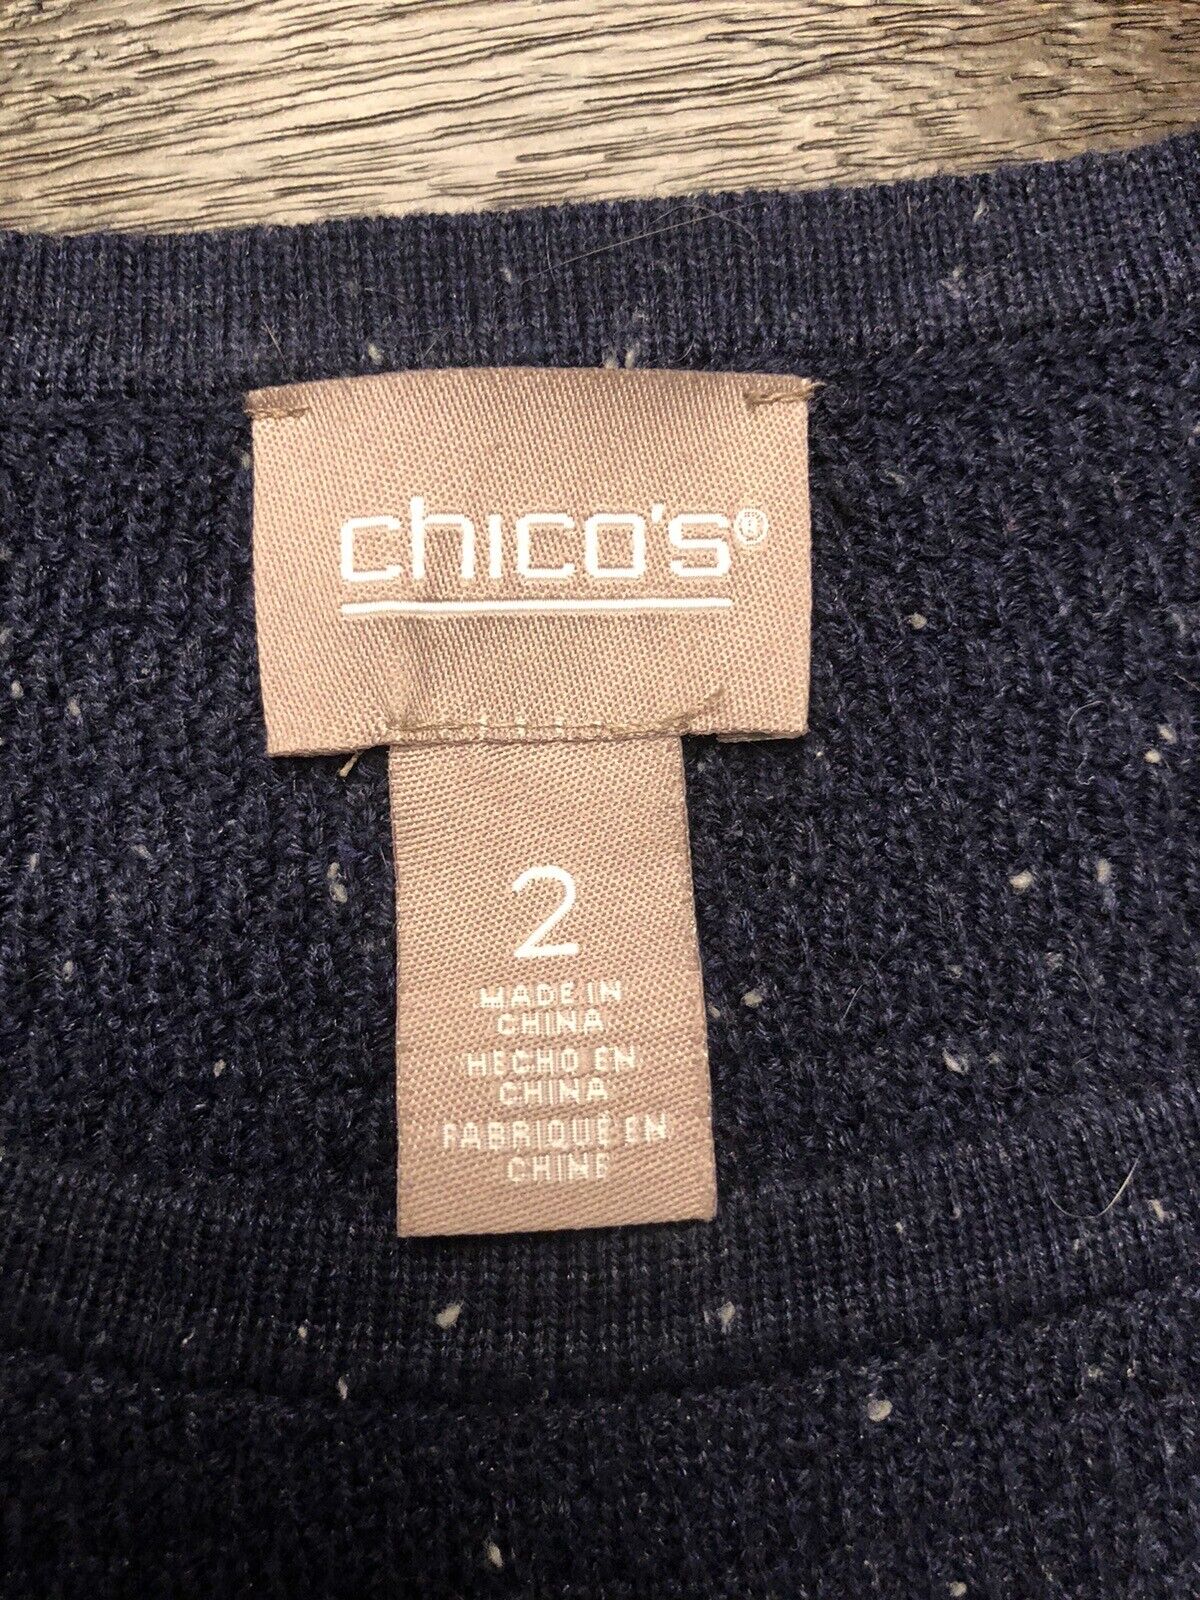 chico's®
2
MADE IN
CHINA
HECHO EN
CHINA
FABRIQUÉ EN
CHINE